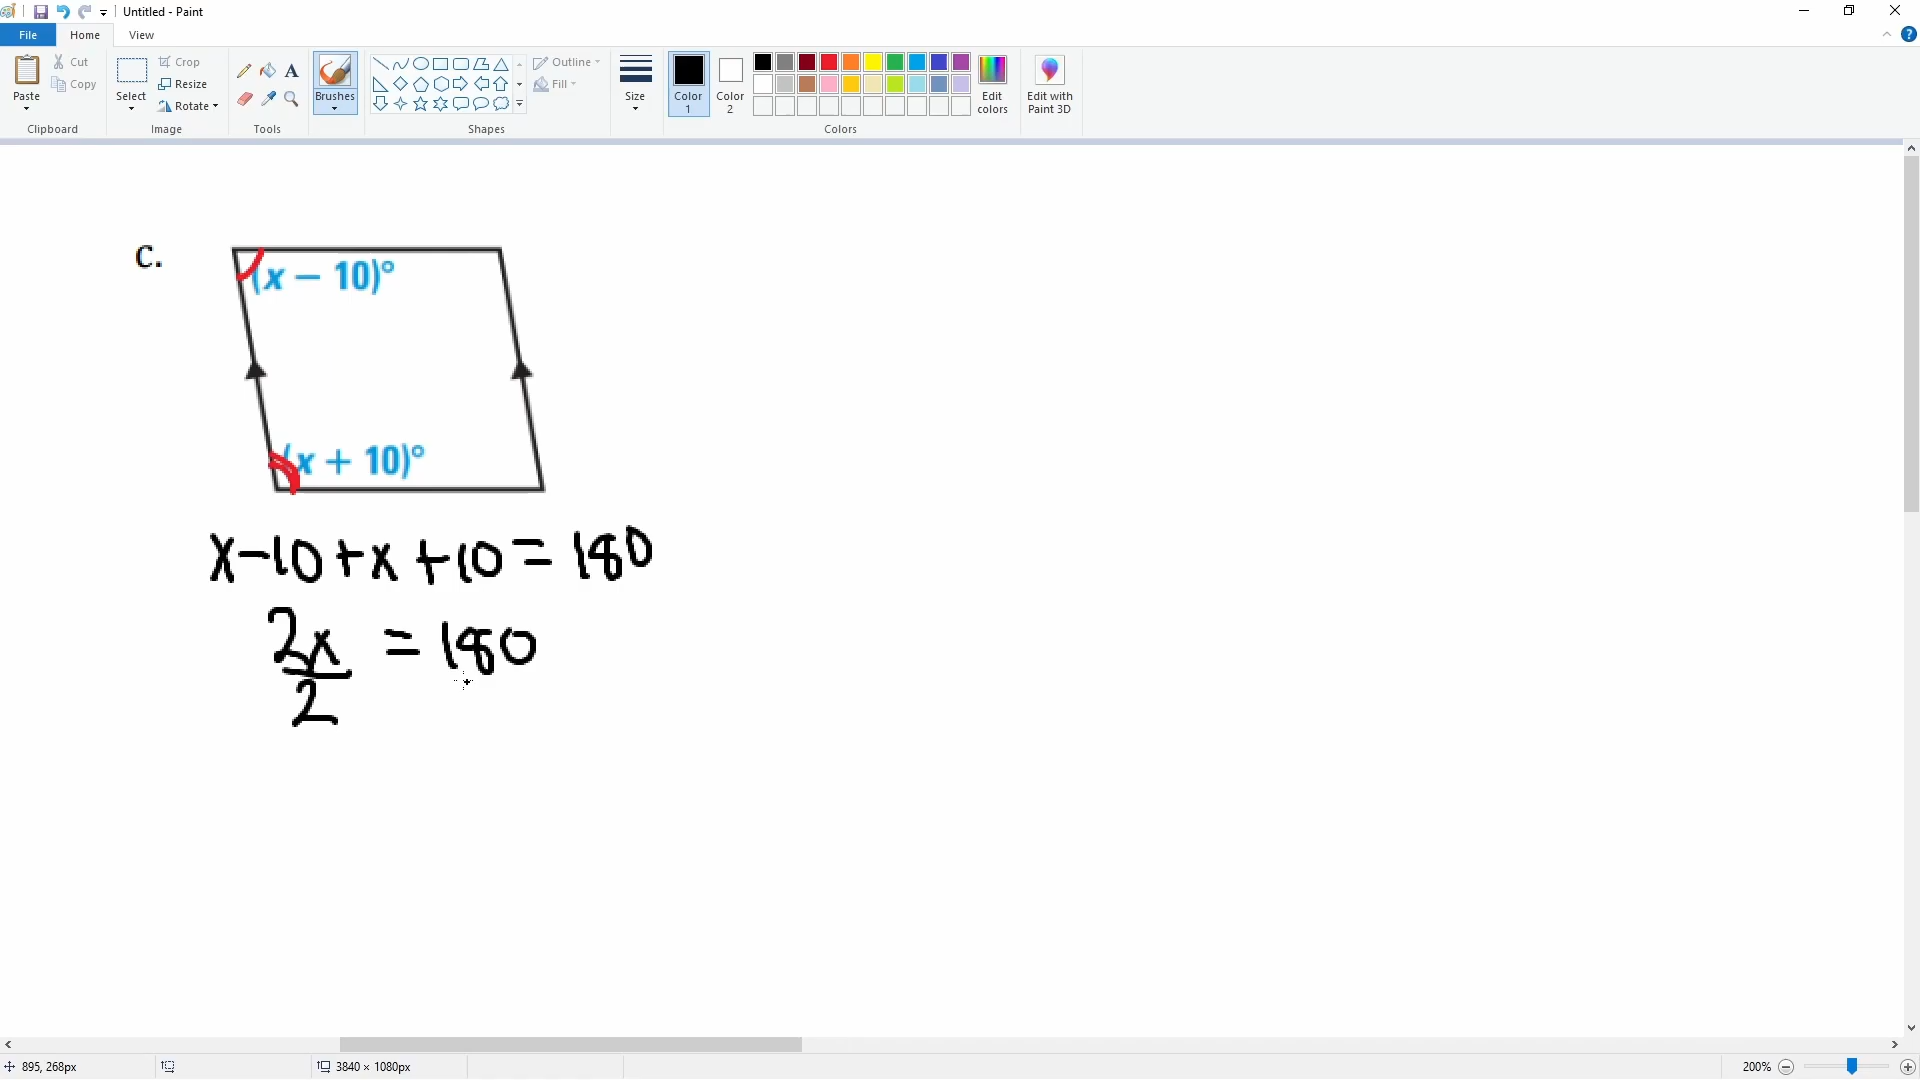 Untitled - Paint
File Home View
Paste
Cut
Copy
Clipboard
Select
Crop
Resize
Rotate
Image
A
Tools
Brushes
Outline
Fill
Shapes
Size
Color 1
Color 2
Edit colors
Colors
Edit with Paint 3D
?
C.
(x − 10)°
(x + 10)°
x-10+x+10=180
2x = 180
2
895, 268px
3840 × 1080px
200%